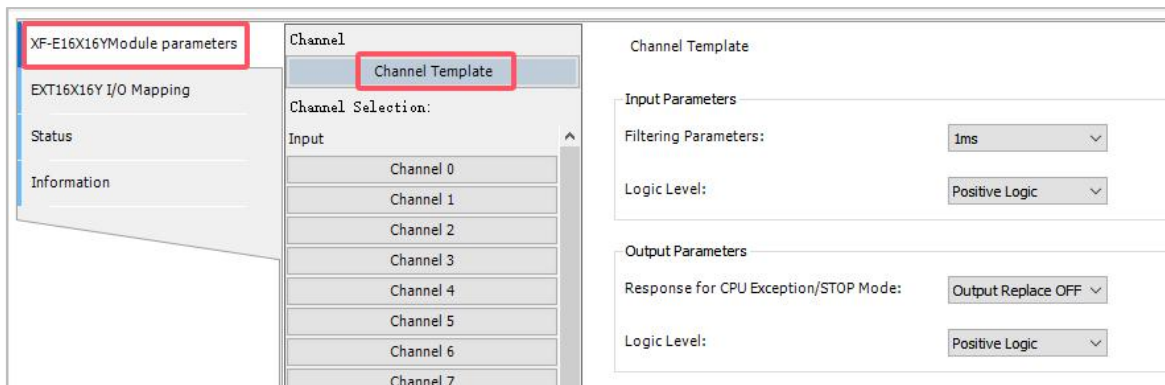 XF-E16X16YModule parameters
EXT16X16Y I/O Mapping
Status
Information
Channel
Channel Template
Channel Selection:
Input
Channel 0
Channel 1
Channel 2
Channel 3
Channel 4
Channel 5
Channel 6
Channel 7
Channel Template
Input Parameters
Filtering Parameters: 1ms
Logic Level: Positive Logic
Output Parameters
Response for CPU Exception/STOP Mode: Output Replace OFF
Logic Level: Positive Logic